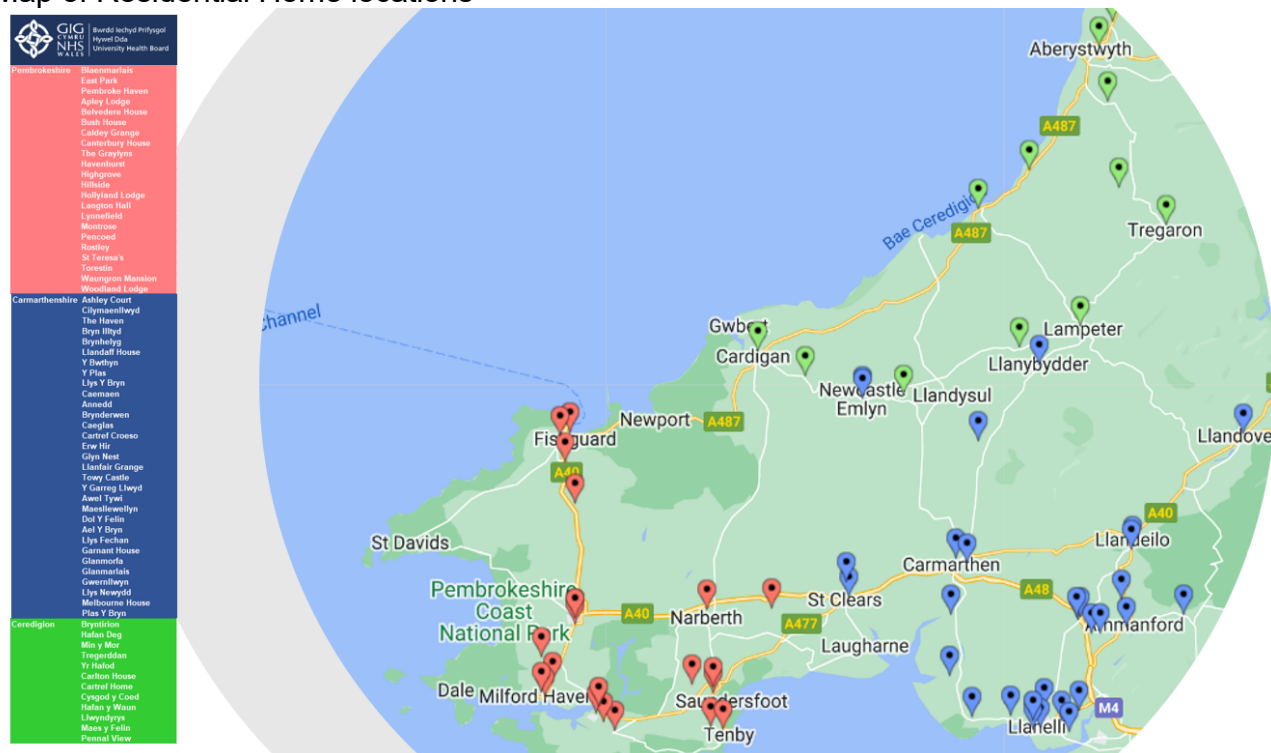 Map of Residential Home locations
GIG
CYMRU
NHS
WALES
Bwrdd Iechyd Prifysgol
Hywel Dda
University Health Board
Pembrokeshire Blaenmarlais
East Park
Pembroke Haven
Apley Lodge
Belvedere House
Bush House
Caldey Grange
Canterbury House
The Graylyns
Havenhurst
Highgrove
Hillside
Hollyland Lodge
Langton Hall
Lynnefield
Montrose
Pencoed
Rostley
St Teresa's
Torestin
Waungron Mansion
Woodland Lodge
Carmarthenshire Ashley Court
Cilymaenllwyd
The Haven
Bryn Illtyd
Brynhelyg
Llandaff House
Y Bwthyn
Y Plas
Llys Y Bryn
Caemaen
Annedd
Brynderwen
Caeglas
Cartref Croeso
Erw Hir
Glyn Nest
Llanfair Grange
Towy Castle
Y Garreg Llwyd
Awel Tywi
Maesllewellyn
Dol Y Felin
Ael Y Bryn
Llys Fechan
Garnant House
Glanmorfa
Glanmarlais
Gwernllwyn
Llys Newydd
Melbourne House
Plas Y Bryn
Ceredigion Bryntirion
Hafan Deg
Min y Mor
Tregerddan
Yr Hafod
Carlton House
Cartref Home
Cysgod y Coed
Hafan y Waun
Llwyndyrys
Maes y Felin
Pennal View
Aberystwyth
A487
Bae Ceredigio
A487
Tregaron
Channel
Gwbert
Lampeter
Cardigan
Llanybydder
Newcastle
Emlyn
Llandysul
Newport
A487
Fishguard
Llandove
A40
A40
St Davids
Llandeilo
Carmarthen
Pembrokeshire
Coast
National Park
A48
St Clears
A40
Narberth
A477
Ammanford
Laugharne
Dale
Milford Haven
Saundersfoot
M4
Llanelli
Tenby